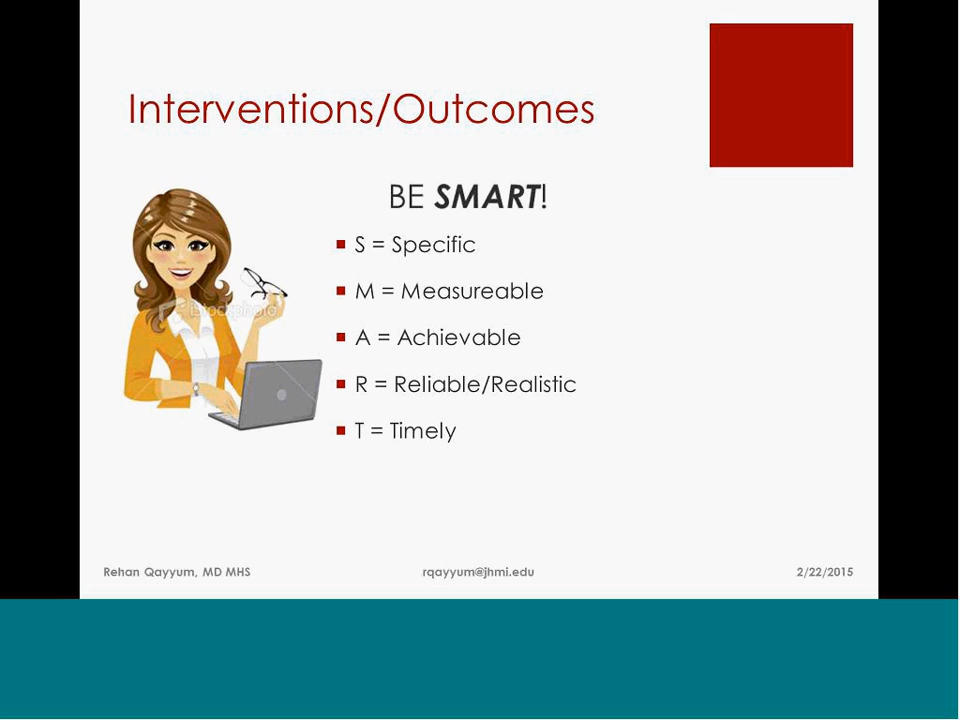 Interventions/Outcomes
BE SMART!
S = Specific
M = Measureable
iStockphoto
A = Achievable
R = Reliable/Realistic
T = Timely
Rehan Qayyum, MD MHS rqayyum@jhmi.edu 2/22/2015